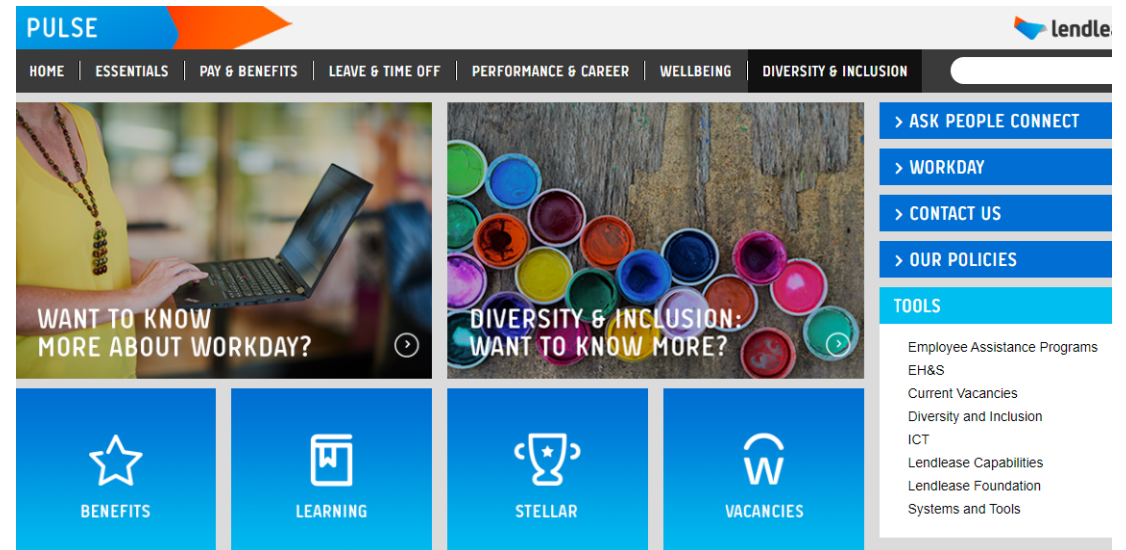 PULSE
HOME
ESSENTIALS
PAY & BENEFITS
LEAVE & TIME OFF
PERFORMANCE & CAREER
WELLBEING
DIVERSITY & INCLUSION
WANT TO KNOW
MORE ABOUT WORKDAY?
DIVERSITY & INCLUSION:
WANT TO KNOW MORE?
> ASK PEOPLE CONNECT
> WORKDAY
> CONTACT US
> OUR POLICIES
TOOLS
Employee Assistance Programs
EH&S
Current Vacancies
Diversity and Inclusion
ICT
Lendlease Capabilities
Lendlease Foundation
Systems and Tools
BENEFITS
LEARNING
STELLAR
VACANCIES